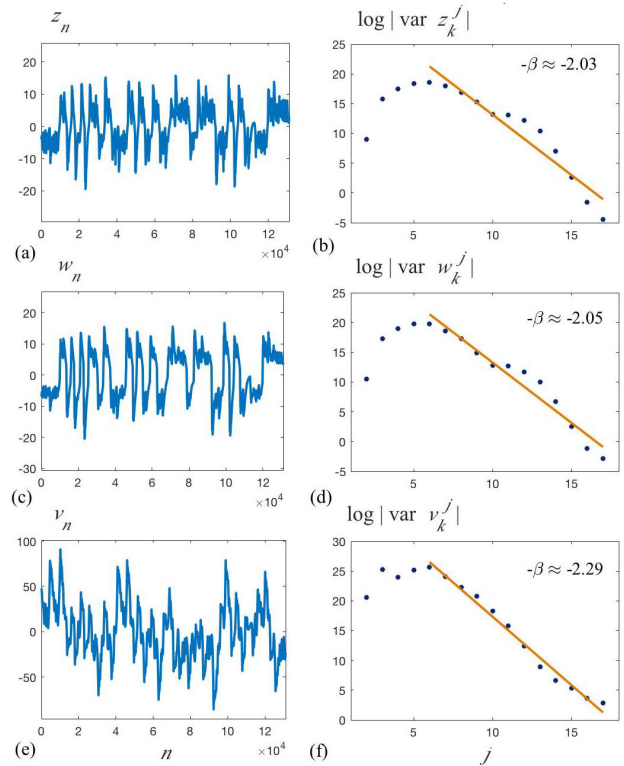 z_n
log | var z_k^j |
20
10
0
-10
-20
0 2 4 6 8 10 12
×10^4
(a)
25
20
15
10
5
0
-5
5 10 15
-β ≈ -2.03
(b)
w_n
log | var w_k^j |
20
10
0
-10
-20
-30
0 2 4 6 8 10 12
×10^4
(c)
25
20
15
10
5
0
-5
5 10 15
-β ≈ -2.05
(d)
v_n
log | var v_k^j |
100
50
0
-50
0 2 4 6 8 10 12
×10^4
(e)
n
30
25
20
15
10
5
0
5 10 15
-β ≈ -2.29
(f)
j